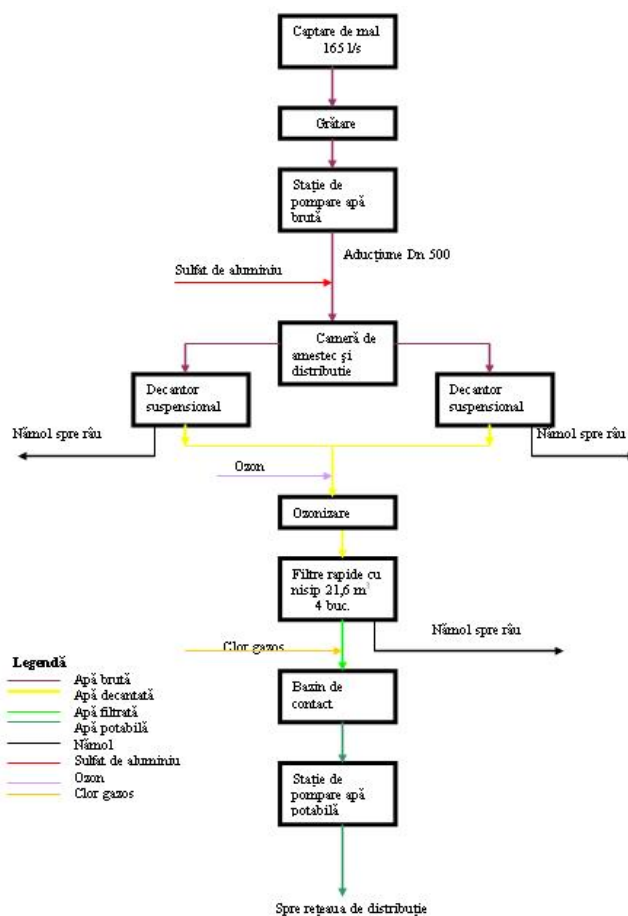 Captare de mal
165 l/s
Grătare
Stație de
pompare apă
brută
Aducțiune Dn 500
Sulfat de aluminiu
Cameră de
amestec și
distributie
Decantor
suspensional
Decantor
suspensional
Nămol spre râu
Nămol spre râu
Ozon
Ozonizare
Filtre rapide cu
nisip 21,6 m
4 buc.
Nămol spre râu
Clor gazos
Bazin de
contact
Legendă
Apă brută
Apă decantată
Apă filtrată
Apă potabilă
Nămol
Sulfat de aluminiu
Ozon
Clor gazos
Stație de
pompare apă
potabilă
Spre rețeaua de distribuție